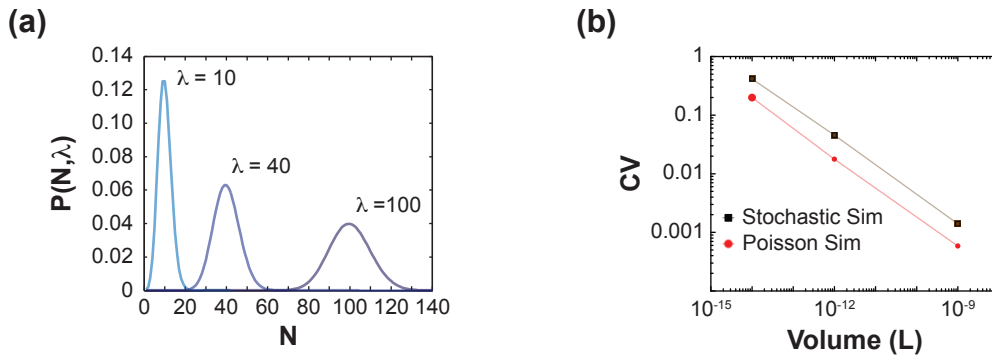 (a)
0.14
0.12
0.10
0.08
0.06
0.04
0.02
0
P(N,λ)
λ = 10
λ = 40
λ =100
0 20 40 60 80 100 120 140
N
(b)
1
0.1
0.01
0.001
CV
Stochastic Sim
Poisson Sim
10⁻¹⁵ 10⁻¹² 10⁻⁹
Volume (L)